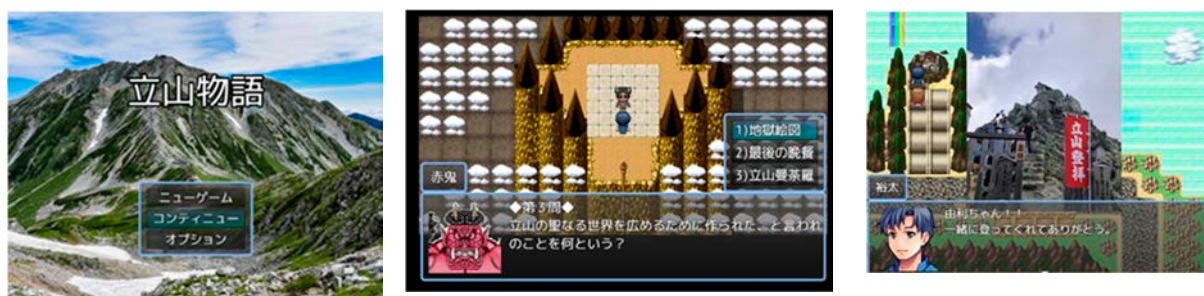 立山物語
ニューゲーム
コンティニュー
オプション
1)地獄絵図
2)最後の晩餐
3)立山曼荼羅
赤鬼
◆第3問◆
立山の聖なる世界を広めるために作られた、と言われ
のことを何という？
立山登拝
裕太
由利ちゃん！！
一緒に登ってくれてありがとう。